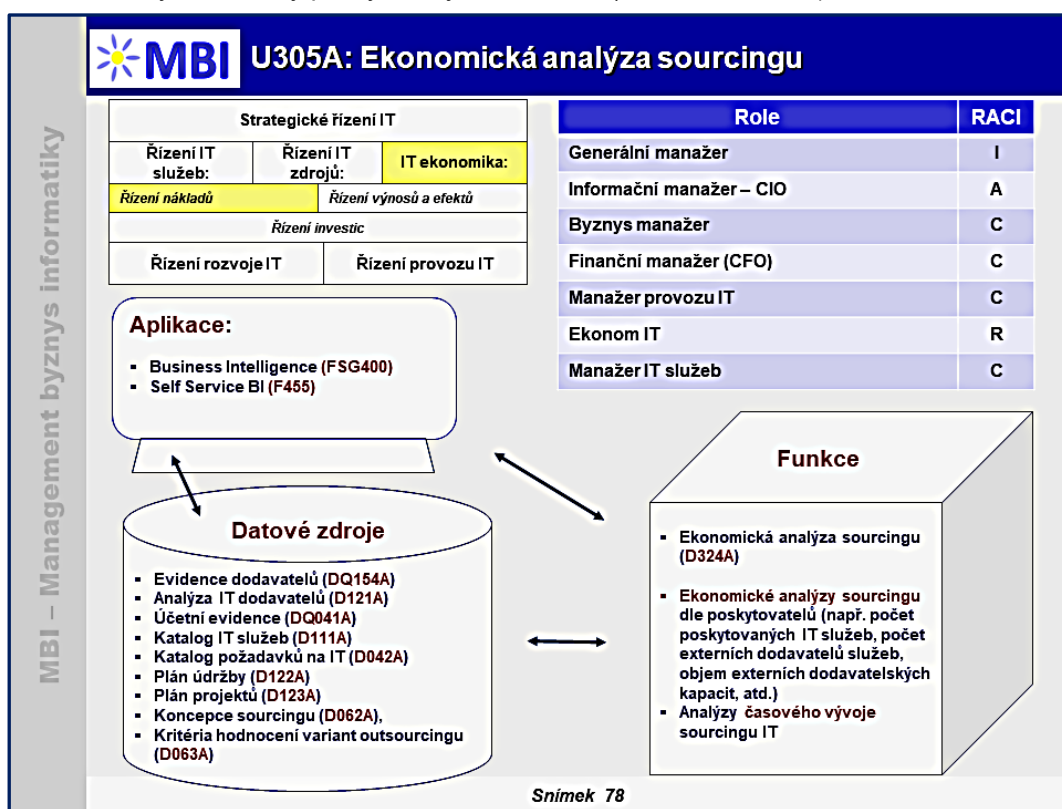 MBI – Management byznys informatiky
MBI
U305A: Ekonomická analýza sourcingu
Strategické řízení IT
Řízení IT
služeb:
Řízení IT
zdrojů:
IT ekonomika:
Řízení nákladů
Řízení výnosů a efektů
Řízení investic
Řízení rozvoje IT
Řízení provozu IT
Role RACI
Generální manažer I
Informační manažer – CIO A
Byznys manažer C
Finanční manažer (CFO) C
Manažer provozu IT C
Ekonom IT R
Manažer IT služeb C
Aplikace:
▪ Business Intelligence (FSG400)
▪ Self Service BI (F455)
Datové zdroje
▪ Evidence dodavatelů (DQ154A)
▪ Analýza IT dodavatelů (D121A)
▪ Účetní evidence (DQ041A)
▪ Katalog IT služeb (D111A)
▪ Katalog požadavků na IT (D042A)
▪ Plán údržby (D122A)
▪ Plán projektů (D123A)
▪ Koncepce sourcingu (D062A),
▪ Kritéria hodnocení variant outsourcingu
(D063A)
Funkce
▪ Ekonomická analýza sourcingu
(D324A)
▪ Ekonomické analýzy sourcingu
dle poskytovatelů (např. počet
poskytovaných IT služeb, počet
externích dodavatelů služeb,
objem externích dodavatelských
kapacit, atd.)
▪ Analýzy časového vývoje
sourcingu IT
Snímek 78